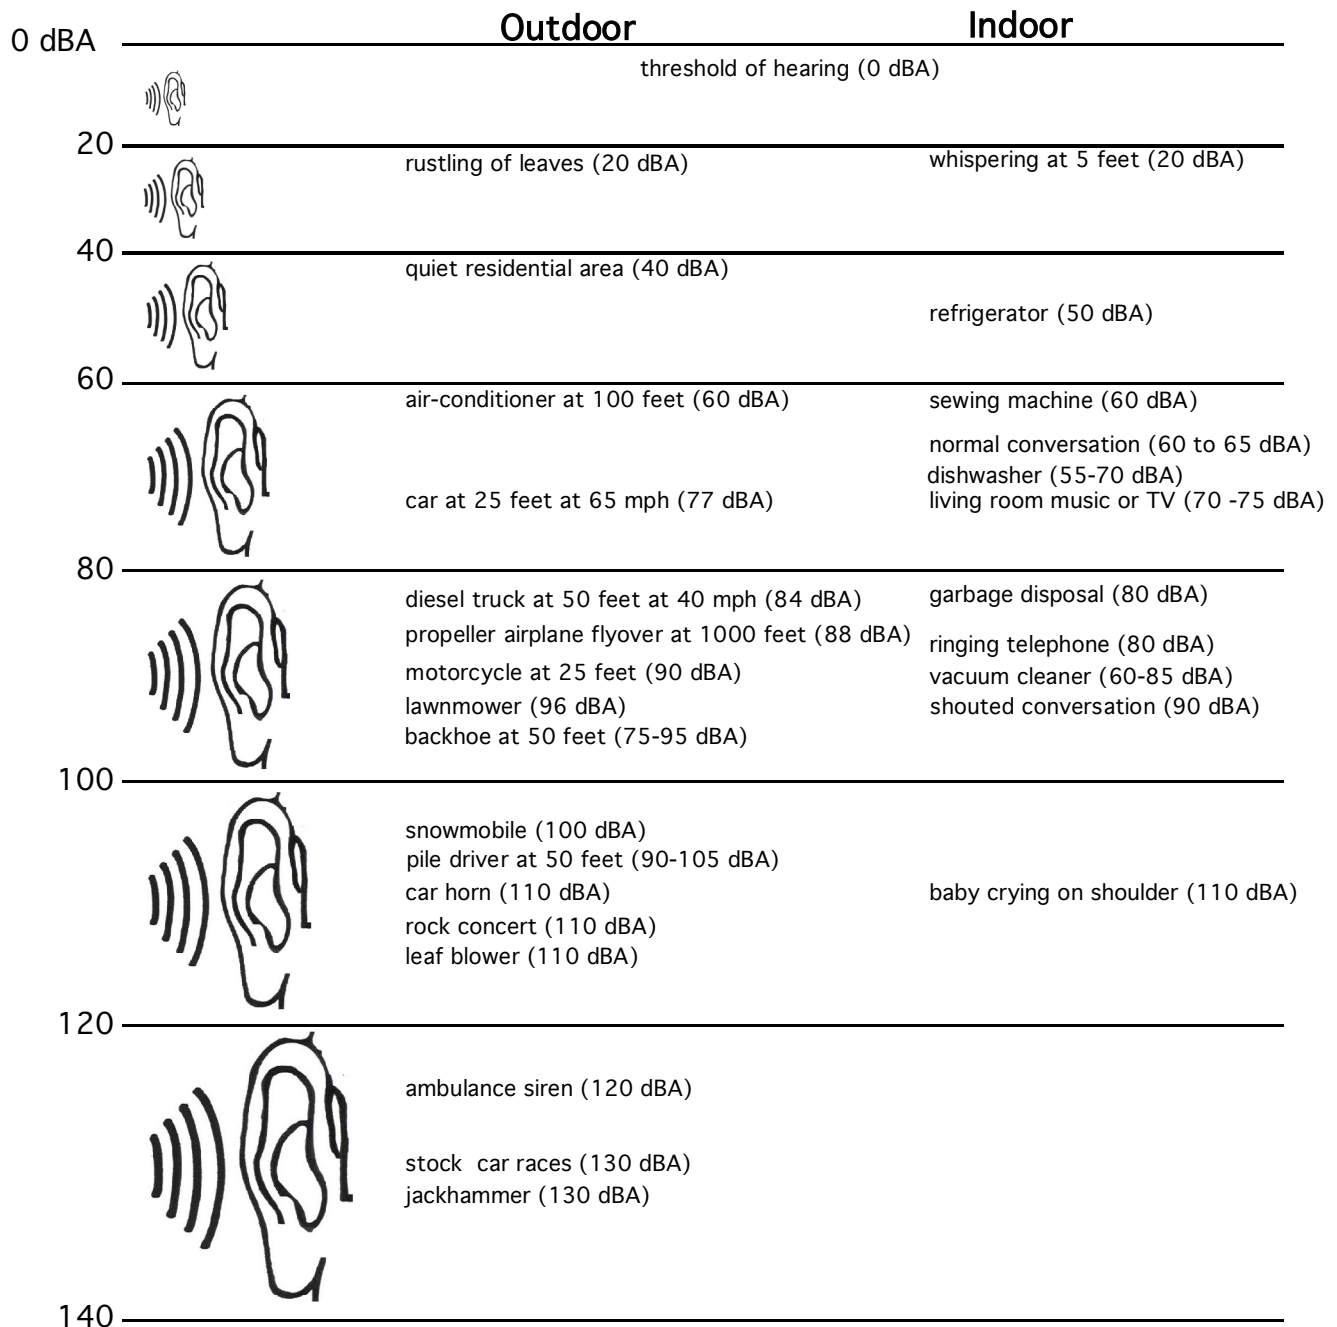 Outdoor Indoor
0 dBA
threshold of hearing (0 dBA)
20
rustling of leaves (20 dBA) whispering at 5 feet (20 dBA)
40
quiet residential area (40 dBA)
refrigerator (50 dBA)
60
air-conditioner at 100 feet (60 dBA) sewing machine (60 dBA)
normal conversation (60 to 65 dBA)
dishwasher (55-70 dBA)
car at 25 feet at 65 mph (77 dBA) living room music or TV (70 -75 dBA)
80
diesel truck at 50 feet at 40 mph (84 dBA) garbage disposal (80 dBA)
propeller airplane flyover at 1000 feet (88 dBA) ringing telephone (80 dBA)
motorcycle at 25 feet (90 dBA) vacuum cleaner (60-85 dBA)
lawnmower (96 dBA) shouted conversation (90 dBA)
backhoe at 50 feet (75-95 dBA)
100
snowmobile (100 dBA)
pile driver at 50 feet (90-105 dBA)
car horn (110 dBA) baby crying on shoulder (110 dBA)
rock concert (110 dBA)
leaf blower (110 dBA)
120
ambulance siren (120 dBA)
stock car races (130 dBA)
jackhammer (130 dBA)
140